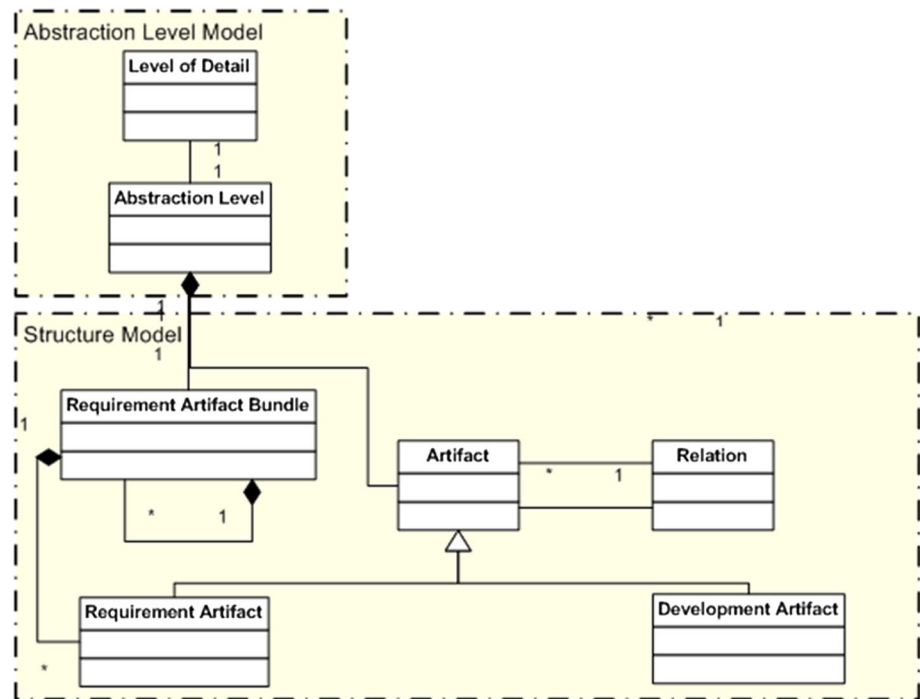 Abstraction Level Model
Level of Detail
1
1
Abstraction Level
1
* 1
Structure Model
1
Requirement Artifact Bundle
1
Artifact
Relation
* 1
* 1
Requirement Artifact
Development Artifact
*